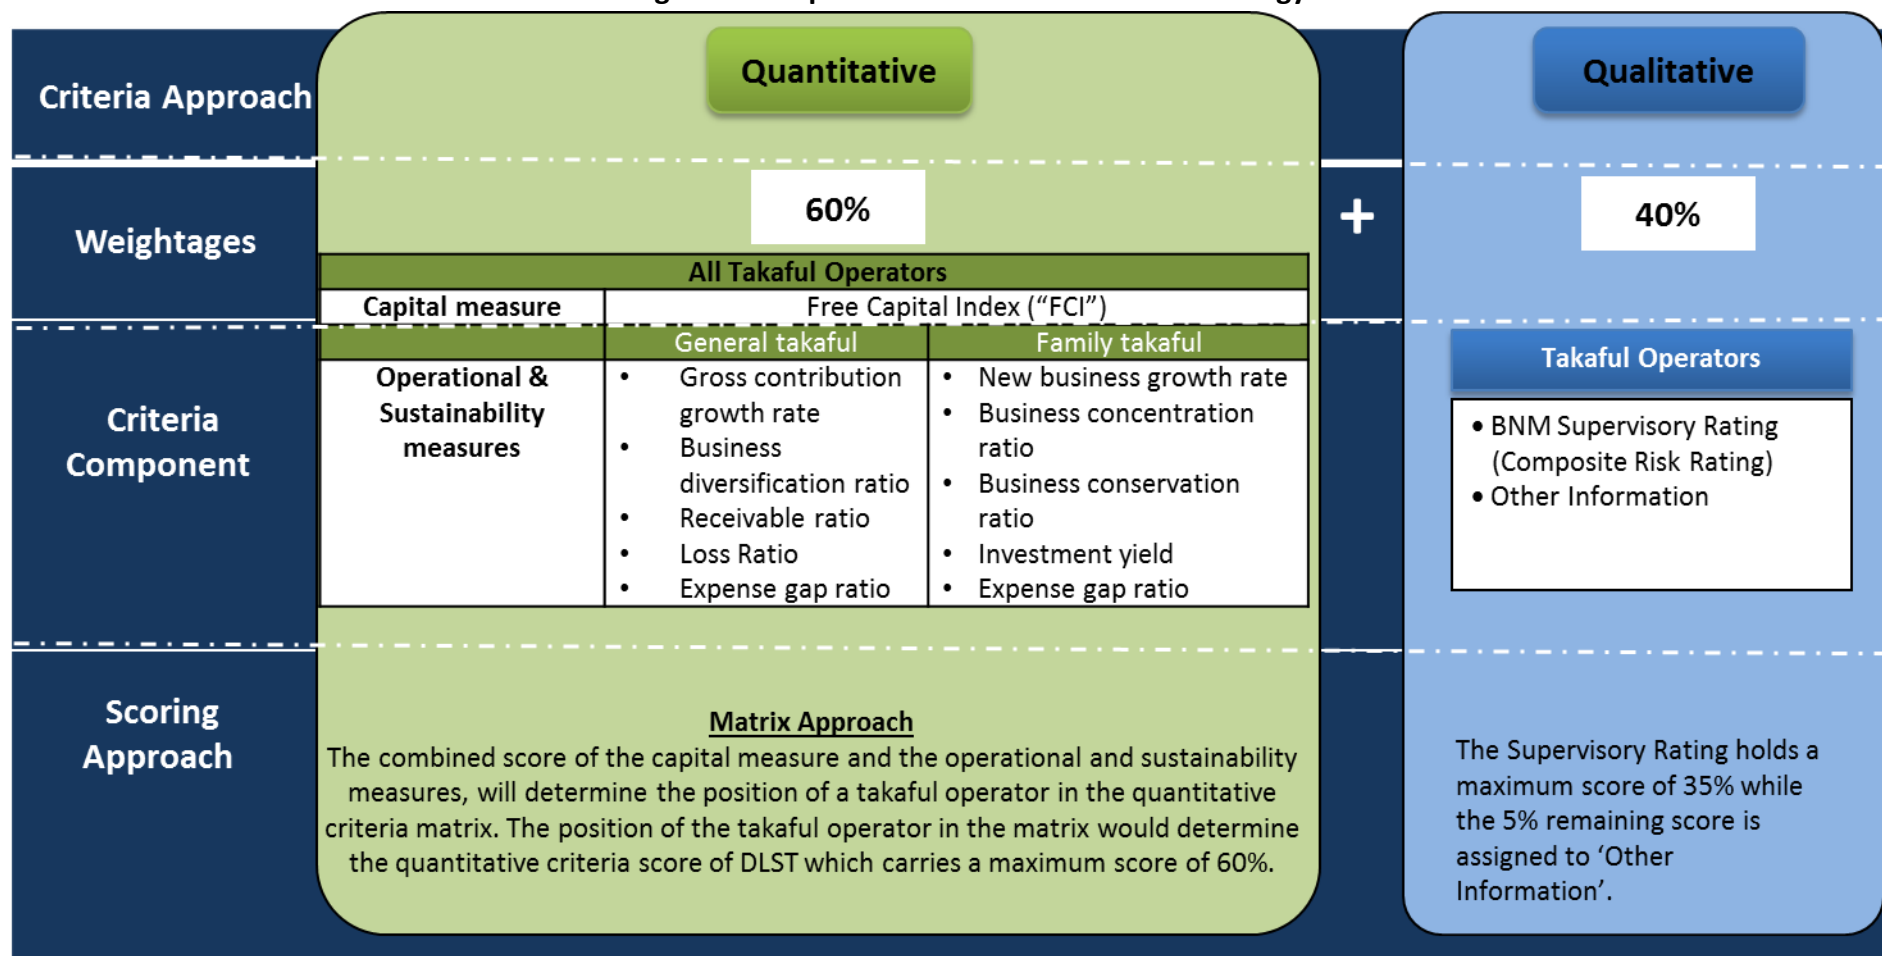 Criteria Approach
Quantitative
Qualitative
Weightages
60%
+
40%
All Takaful Operators
Capital measure
Free Capital Index (“FCI”)
Criteria
Component
General takaful
Family takaful
Operational &
Sustainability
measures
• Gross contribution
growth rate
• Business
diversification ratio
• Receivable ratio
• Loss Ratio
• Expense gap ratio
• New business growth rate
• Business concentration
ratio
• Business conservation
ratio
• Investment yield
• Expense gap ratio
Takaful Operators
• BNM Supervisory Rating
(Composite Risk Rating)
• Other Information
Scoring
Approach
Matrix Approach
The combined score of the capital measure and the operational and sustainability
measures, will determine the position of a takaful operator in the quantitative
criteria matrix. The position of the takaful operator in the matrix would determine
the quantitative criteria score of DLST which carries a maximum score of 60%.
The Supervisory Rating holds a
maximum score of 35% while
the 5% remaining score is
assigned to ‘Other
Information’.